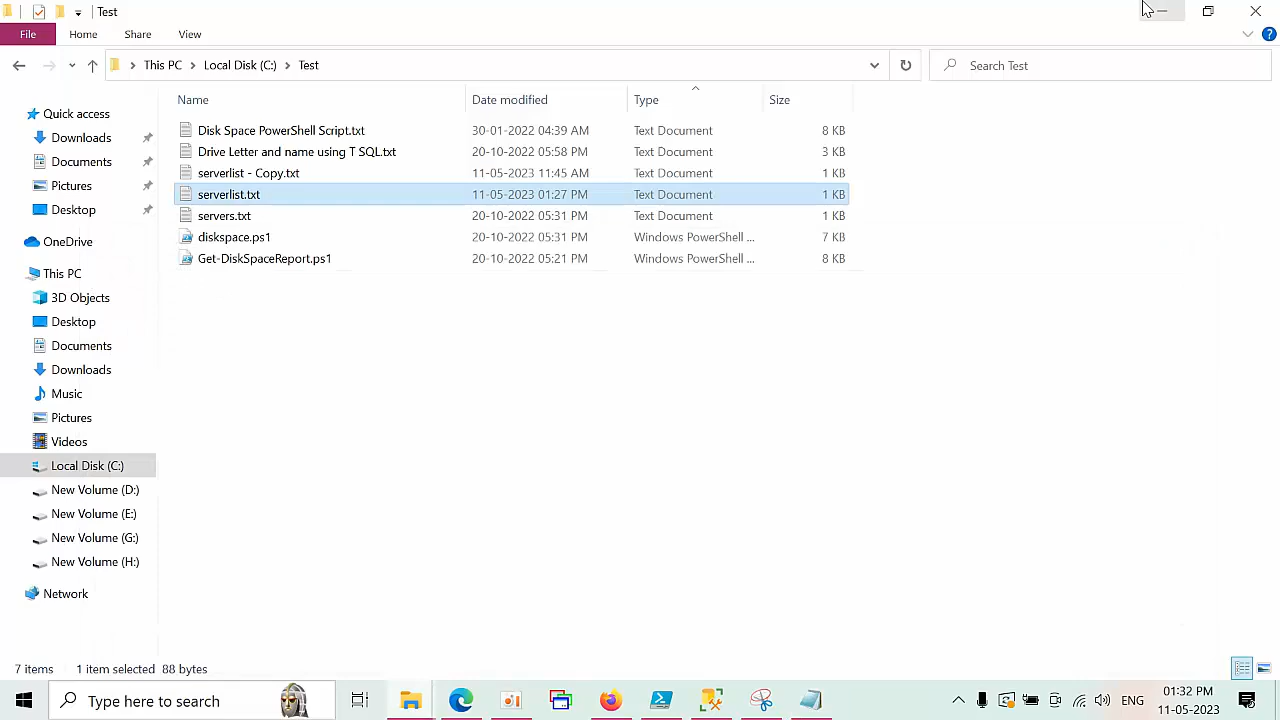 Test
File Home Share View
This PC Local Disk (C:) Test
Search Test
Name Date modified Type Size
Disk Space PowerShell Script.txt 30-01-2022 04:39 AM Text Document 8 KB
Drive Letter and name using T SQL.txt 20-10-2022 05:58 PM Text Document 3 KB
serverlist - Copy.txt 11-05-2023 11:45 AM Text Document 1 KB
serverlist.txt 11-05-2023 01:27 PM Text Document 1 KB
servers.txt 20-10-2022 05:31 PM Text Document 1 KB
diskspace.ps1 20-10-2022 05:31 PM Windows PowerShell ... 7 KB
Get-DiskSpaceReport.ps1 20-10-2022 05:21 PM Windows PowerShell ... 8 KB
Quick access
Downloads
Documents
Pictures
Desktop
OneDrive
This PC
3D Objects
Desktop
Documents
Downloads
Music
Pictures
Videos
Local Disk (C:)
New Volume (D:)
New Volume (E:)
New Volume (G:)
New Volume (H:)
Network
7 items 1 item selected 88 bytes
Type here to search
ENG
01:32 PM
11-05-2023